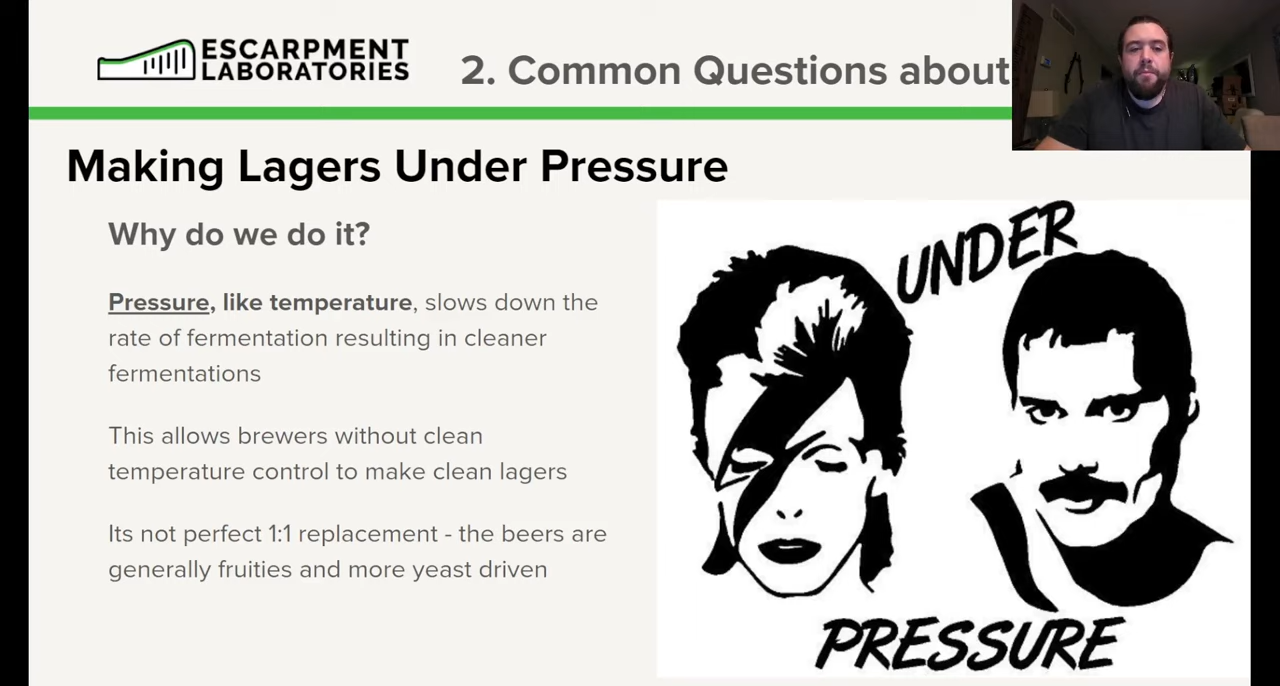 ESCARPMENT
LABORATORIES
2. Common Questions about
Making Lagers Under Pressure
Why do we do it?
Pressure, like temperature, slows down the
rate of fermentation resulting in cleaner
fermentations
This allows brewers without clean
temperature control to make clean lagers
Its not perfect 1:1 replacement - the beers are
generally fruities and more yeast driven
UNDER
PRESSURE